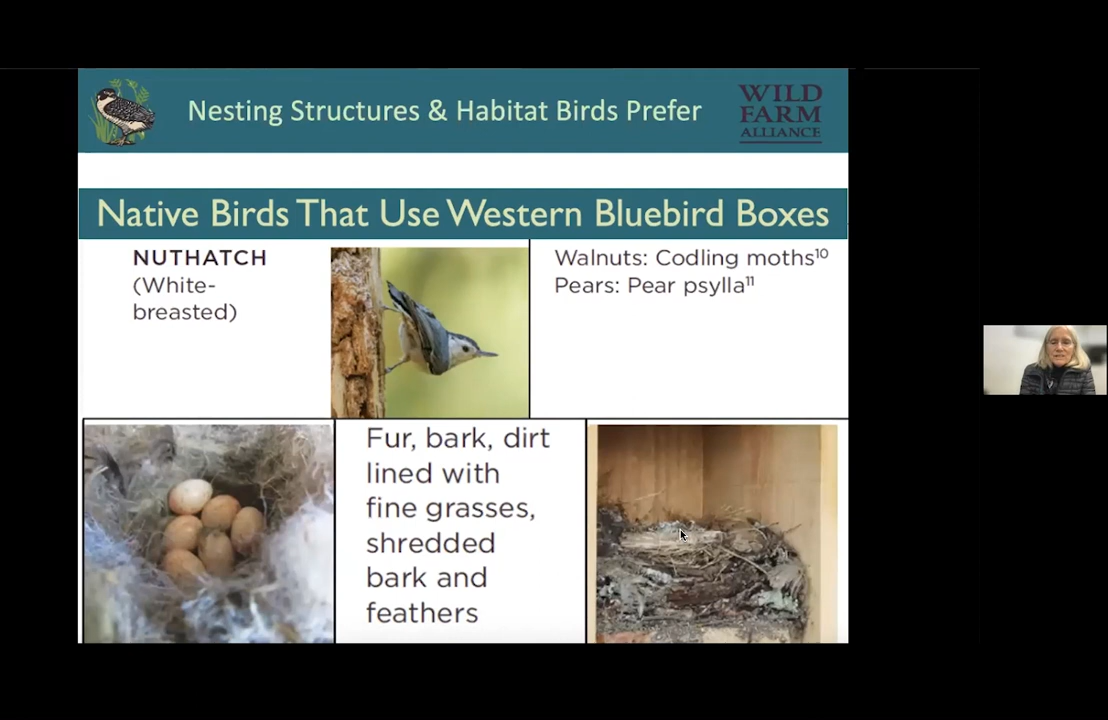 Nesting Structures & Habitat Birds Prefer
WILD
FARM
ALLIANCE
Native Birds That Use Western Bluebird Boxes
NUTHATCH
(White-
breasted)
Walnuts: Codling moths¹⁰
Pears: Pear psylla¹¹
Fur, bark, dirt
lined with
fine grasses,
shredded
bark and
feathers